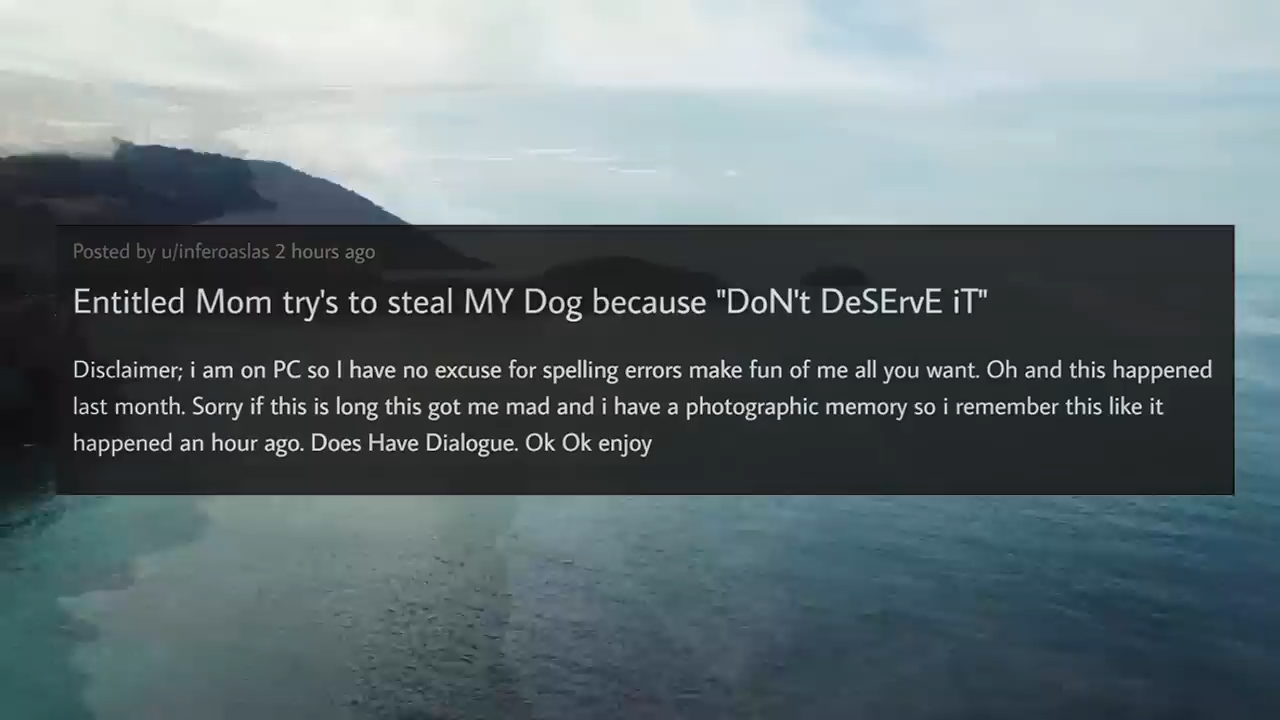 Posted by u/inferoaslas 2 hours ago
Entitled Mom try's to steal MY Dog because "DoN't DeSErvE iT"
Disclaimer; i am on PC so I have no excuse for spelling errors make fun of me all you want. Oh and this happened
last month. Sorry if this is long this got me mad and i have a photographic memory so i remember this like it
happened an hour ago. Does Have Dialogue. Ok Ok enjoy